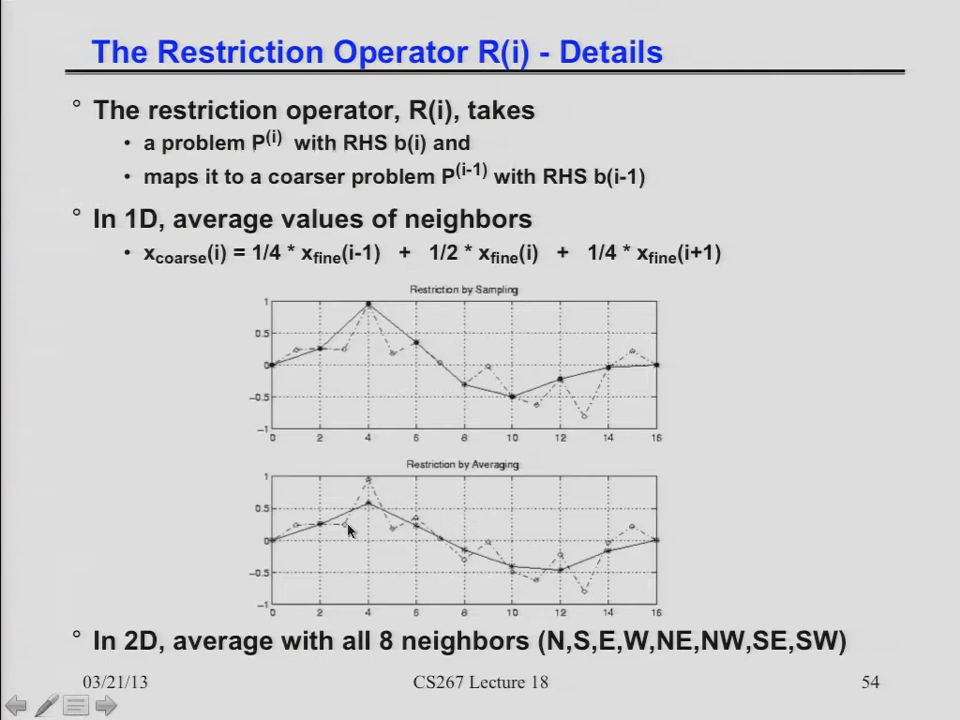 The Restriction Operator R(i) - Details
° The restriction operator, R(i), takes
• a problem P(i) with RHS b(i) and
• maps it to a coarser problem P(i-1) with RHS b(i-1)
° In 1D, average values of neighbors
• xcoarse(i) = 1/4 * xfine(i-1) + 1/2 * xfine(i) + 1/4 * xfine(i+1)
Restriction by Sampling
1
0.5
0
-0.5
-1
0 2 4 6 8 10 12 14 16
Restriction by Averaging
1
0.5
0
-0.5
-1
0 2 4 6 8 10 12 14 16
° In 2D, average with all 8 neighbors (N,S,E,W,NE,NW,SE,SW)
03/21/13 CS267 Lecture 18 54